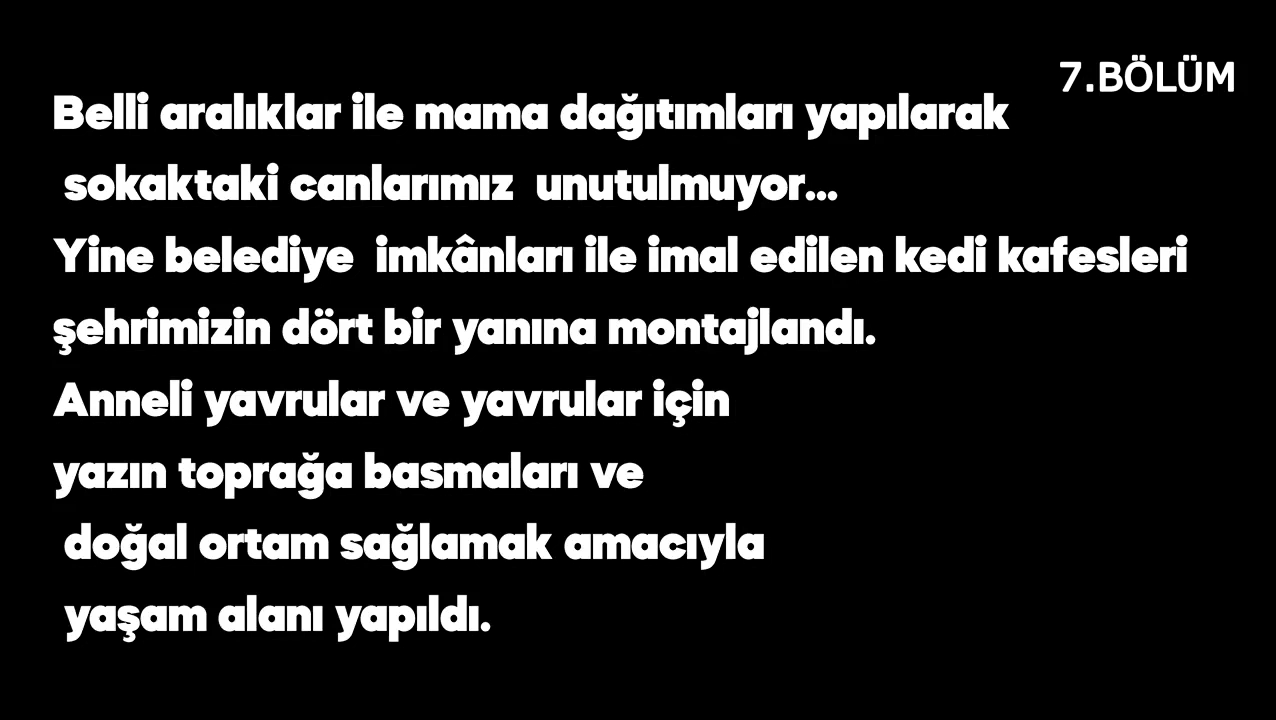 7.BÖLÜM
Belli aralıklar ile mama dağıtımları yapılarak
sokaktaki canlarımız unutulmuyor...
Yine belediye imkânları ile imal edilen kedi kafesleri
şehrimizin dört bir yanına montajlandı.
Anneli yavrular ve yavrular için
yazın toprağa basmaları ve
doğal ortam sağlamak amacıyla
yaşam alanı yapıldı.